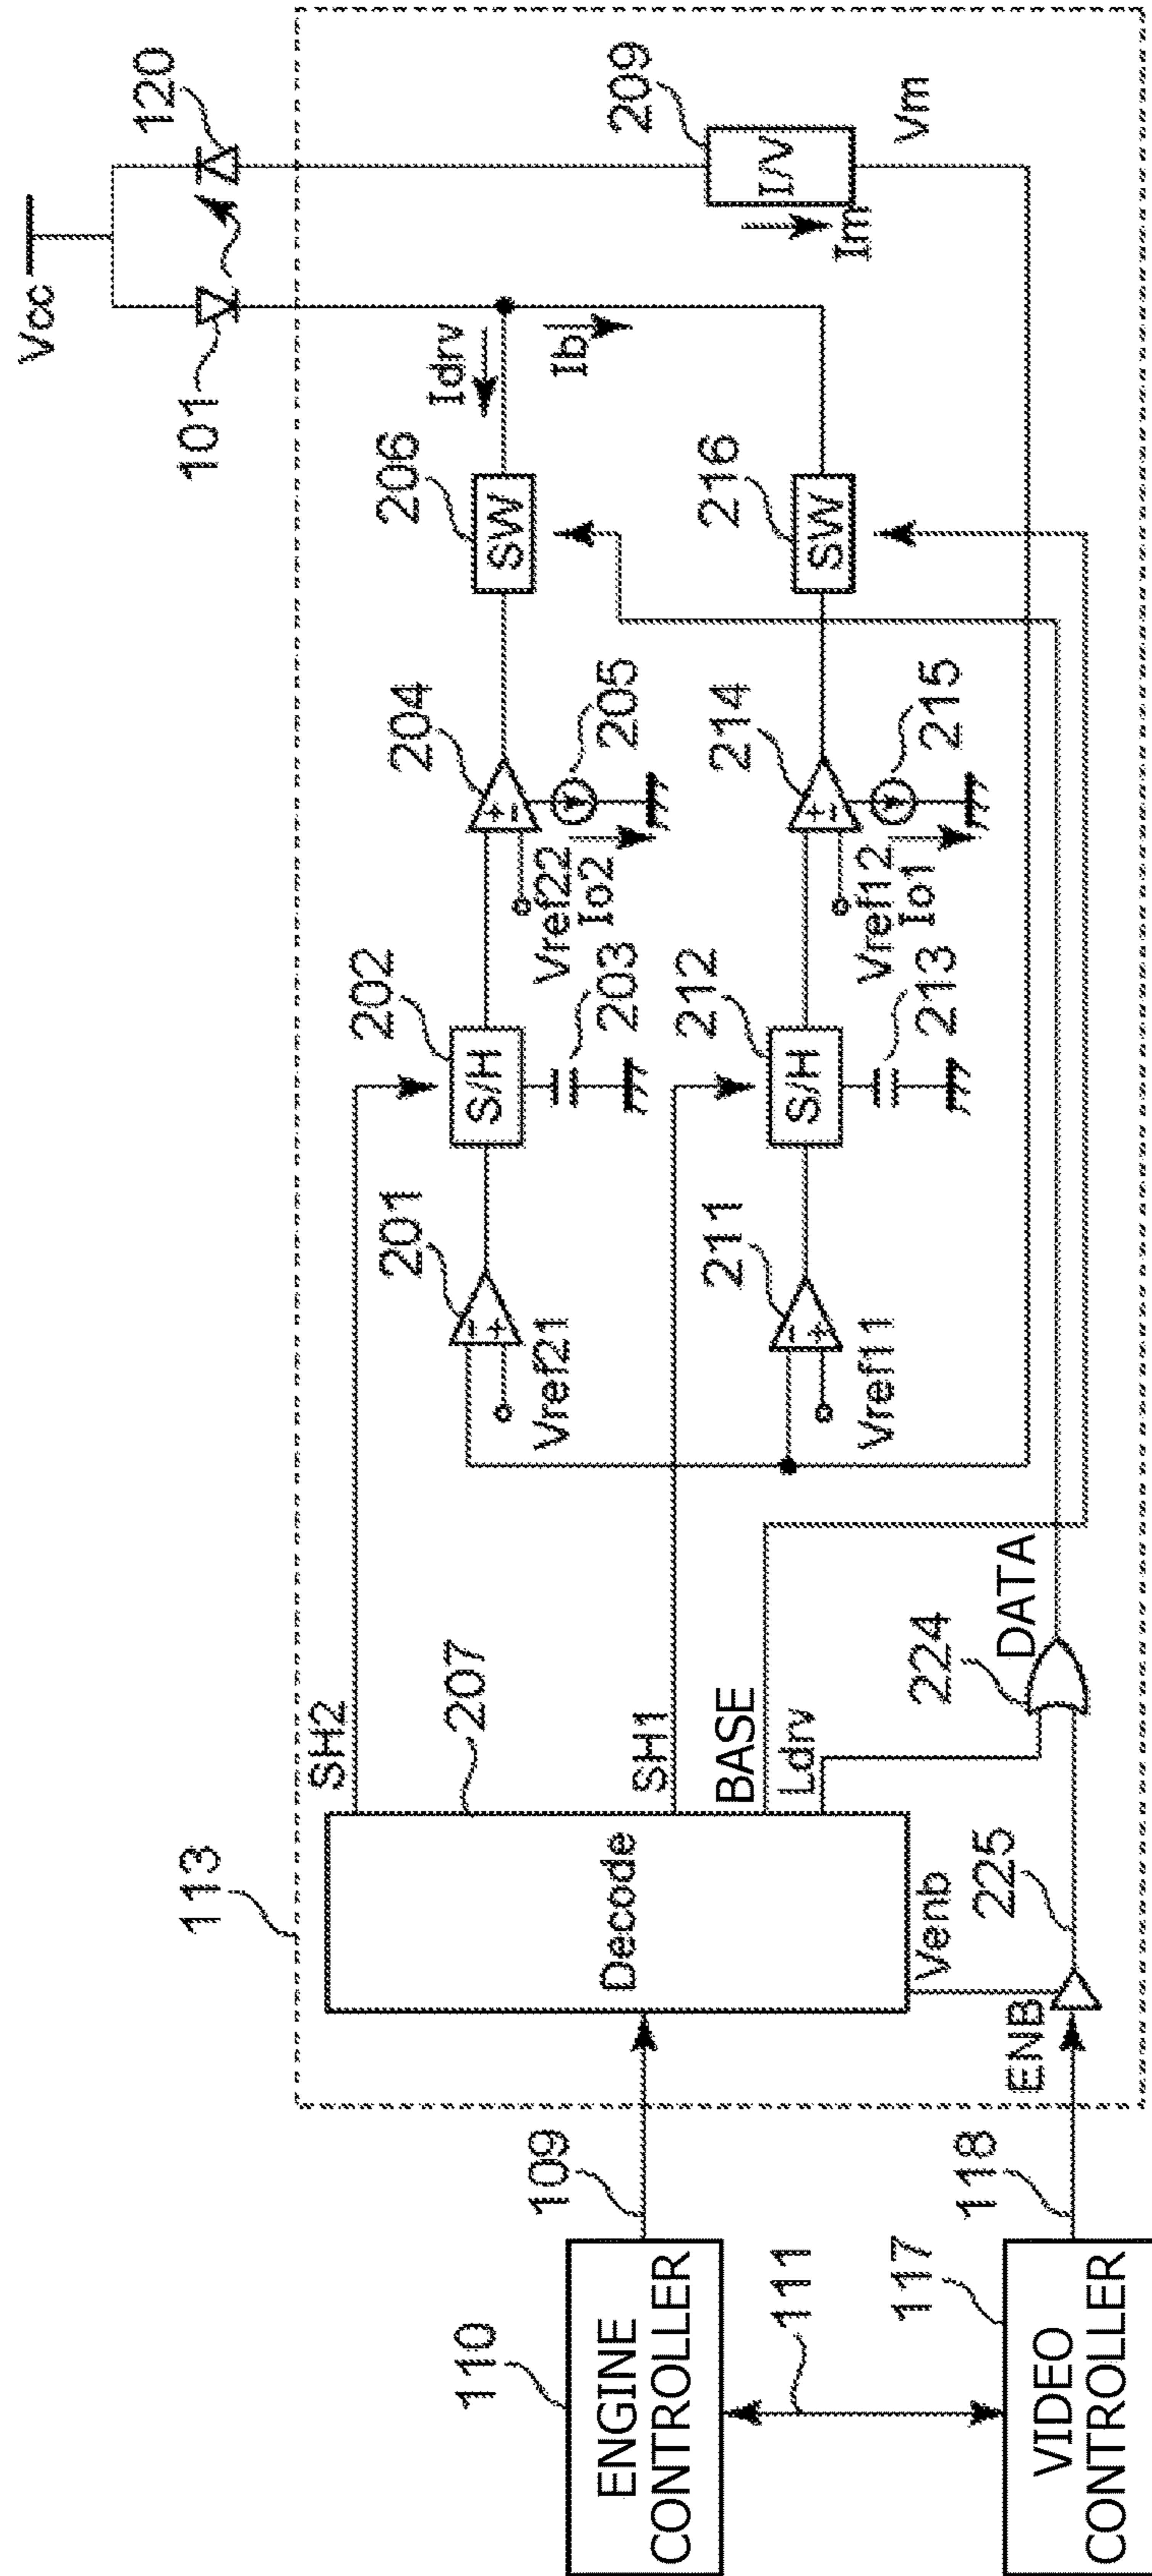 Vcc
101
120
113
SH2
207
Decode
SH1
BASE
Ldrv
Venb
ENB
225
224
DATA
201
Vref21
211
Vref11
202
S/H
203
212
S/H
213
204
Vref22
Io2
205
214
Vref12
Io1
215
206
SW
Idrv
Ib
216
SW
209
I/V
Im
Vm
110
ENGINE
CONTROLLER
109
111
117
VIDEO
CONTROLLER
118
+
−
+
−
−
+
−
+